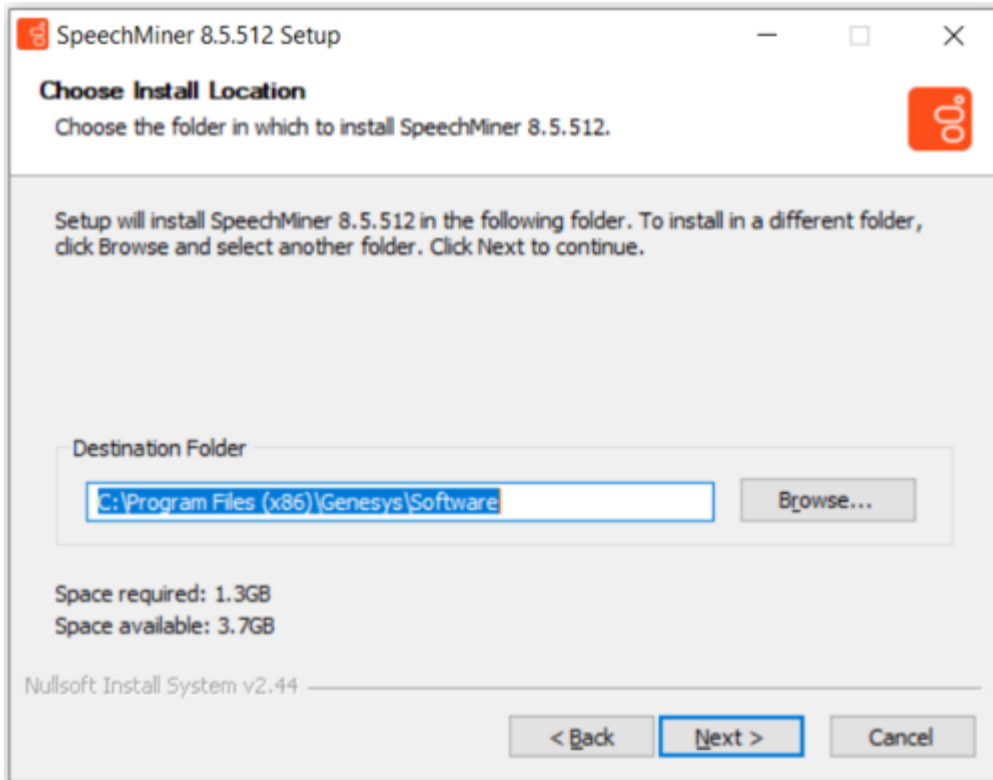 SpeechMiner 8.5.512 Setup
Choose Install Location
Choose the folder in which to install SpeechMiner 8.5.512.
Setup will install SpeechMiner 8.5.512 in the following folder. To install in a different folder,
click Browse and select another folder. Click Next to continue.
Destination Folder
C:\Program Files (x86)\Genesys\Software
Browse...
Space required: 1.3GB
Space available: 3.7GB
Nullsoft Install System v2.44
< Back
Next >
Cancel